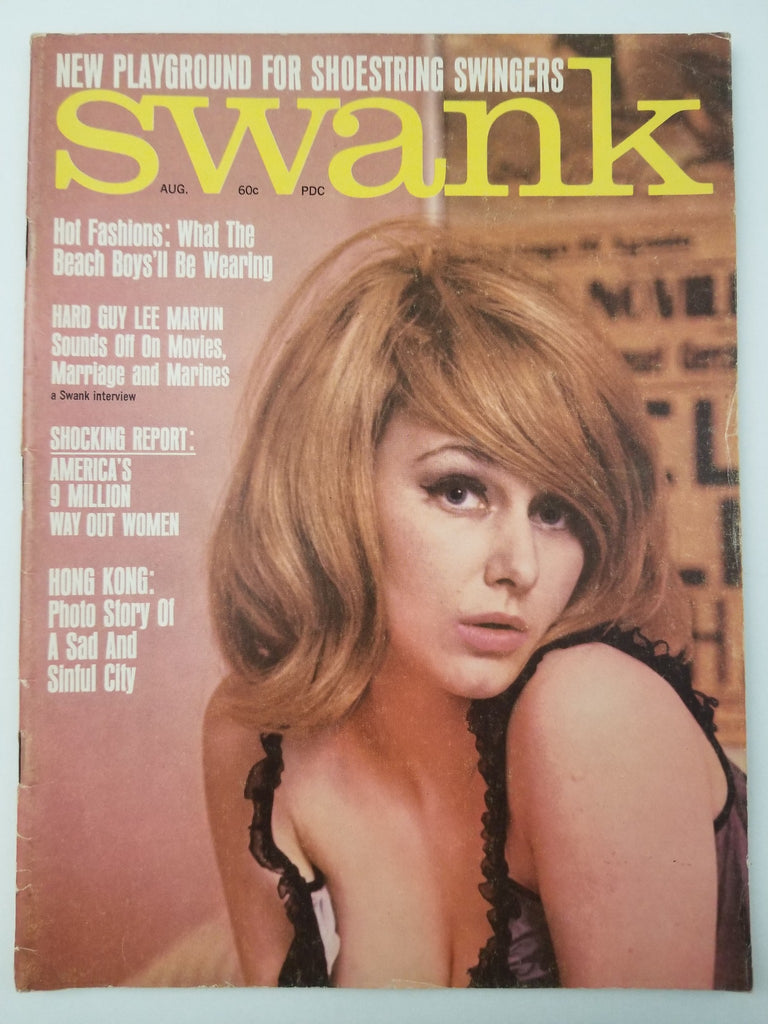 NEW PLAYGROUND FOR SHOESTRING SWINGERS
swank
AUG. 60c PDC
Hot Fashions: What The
Beach Boys'll Be Wearing
HARD GUY LEE MARVIN
Sounds Off On Movies,
Marriage and Marines
a Swank interview
SHOCKING REPORT:
AMERICA'S
9 MILLION
WAY OUT WOMEN
HONG KONG:
Photo Story Of
A Sad And
Sinful City